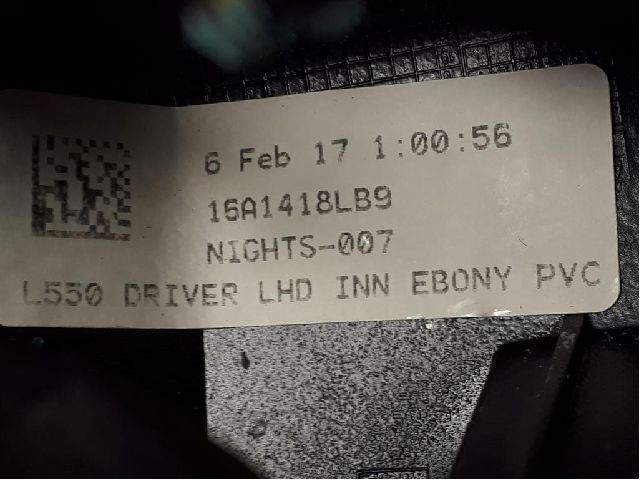 6 Feb 17 1:00:56
16A1418LB9
NIGHTS-007
L550 DRIVER LHD INN EBONY PVC